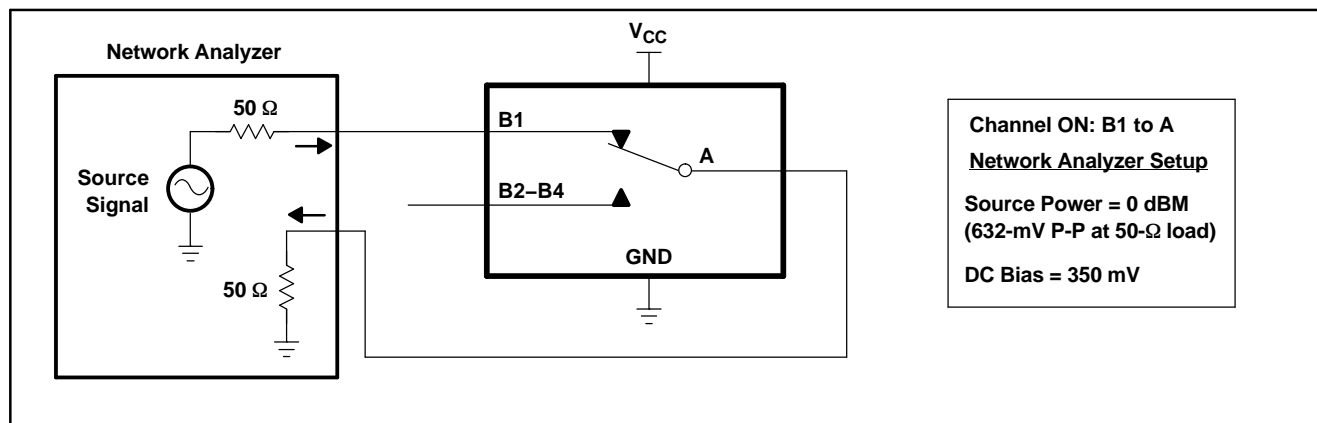 V_CC
Network Analyzer
50 Ω
B1
A
Source
Signal
B2–B4
GND
50 Ω
Channel ON: B1 to A
Network Analyzer Setup
Source Power = 0 dBM
(632-mV P-P at 50-Ω load)
DC Bias = 350 mV